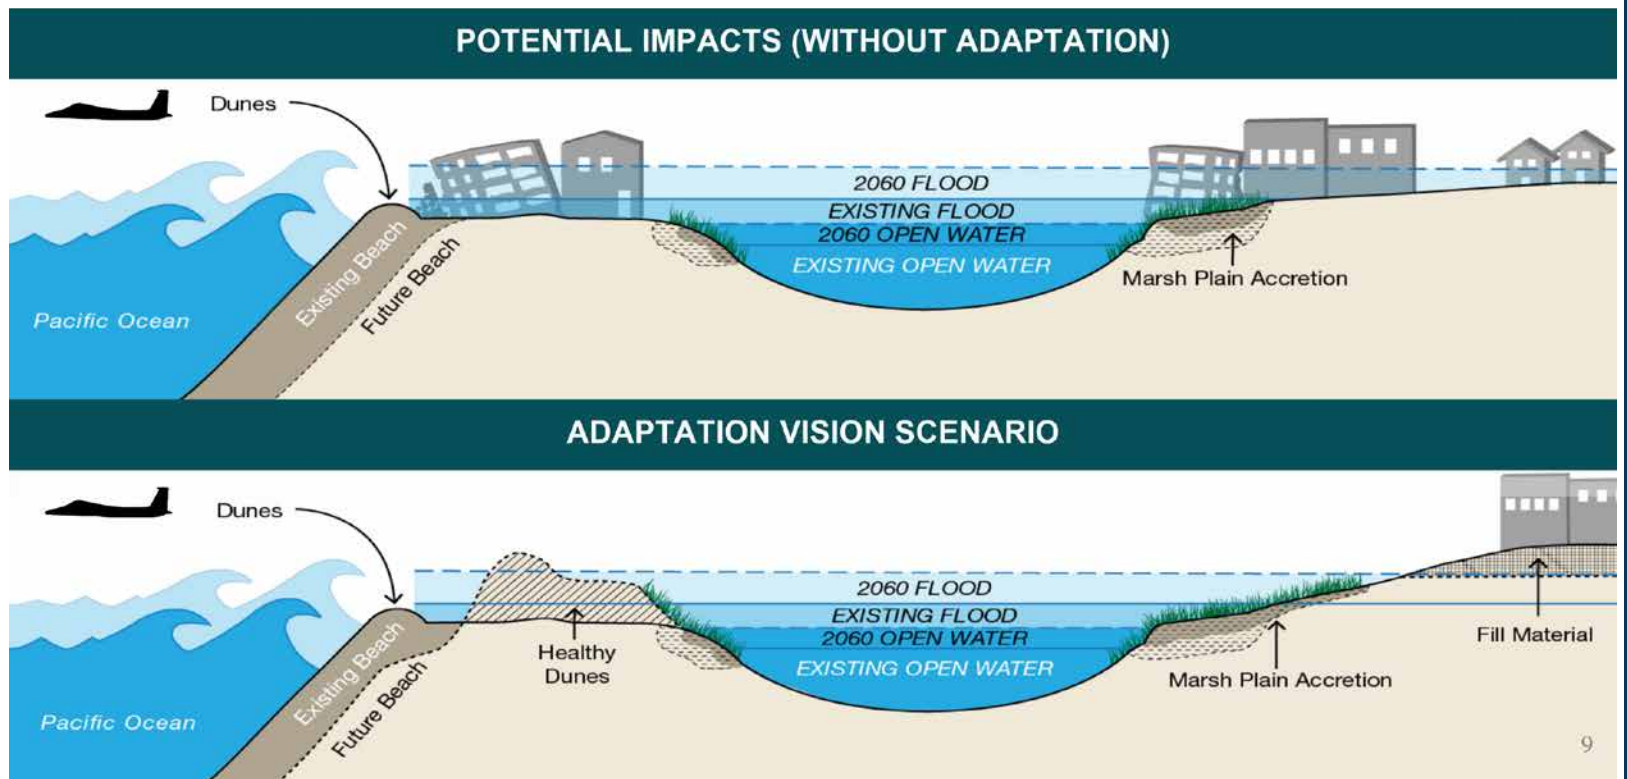 POTENTIAL IMPACTS (WITHOUT ADAPTATION)
Dunes
2060 FLOOD
EXISTING FLOOD
2060 OPEN WATER
EXISTING OPEN WATER
Existing Beach
Future Beach
Pacific Ocean
Marsh Plain Accretion
ADAPTATION VISION SCENARIO
Dunes
2060 FLOOD
EXISTING FLOOD
2060 OPEN WATER
EXISTING OPEN WATER
Healthy
Dunes
Existing Beach
Future Beach
Pacific Ocean
Marsh Plain Accretion
Fill Material
9